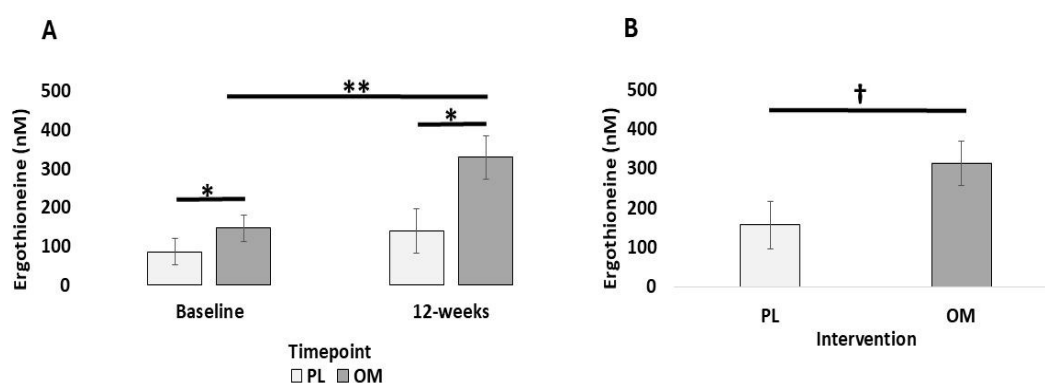 A
Ergothioneine (nM)
500
400
300
200
100
0
**
*
*
Baseline
12-weeks
Timepoint
PL OM
B
Ergothioneine (nM)
500
400
300
200
100
0
†
PL
OM
Intervention